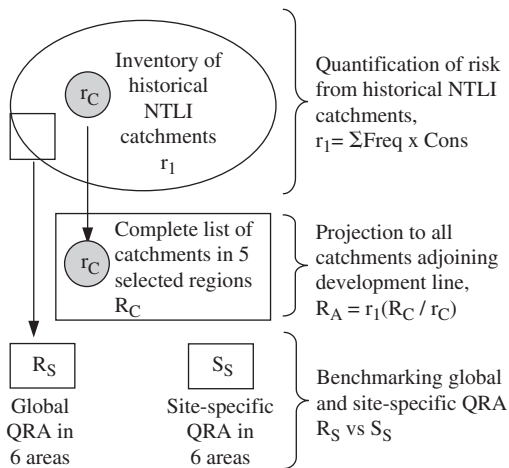 Inventory of
historical
NTLI
catchments
r1
rC
Quantification of risk
from historical NTLI
catchments,
r1= ΣFreq x Cons
Complete list of
catchments in 5
selected regions
RC
rC
Projection to all
catchments adjoining
development line,
RA = r1(RC / rC)
RS
Global
QRA in
6 areas
SS
Site-specific
QRA in
6 areas
Benchmarking global
and site-specific QRA
RS vs SS